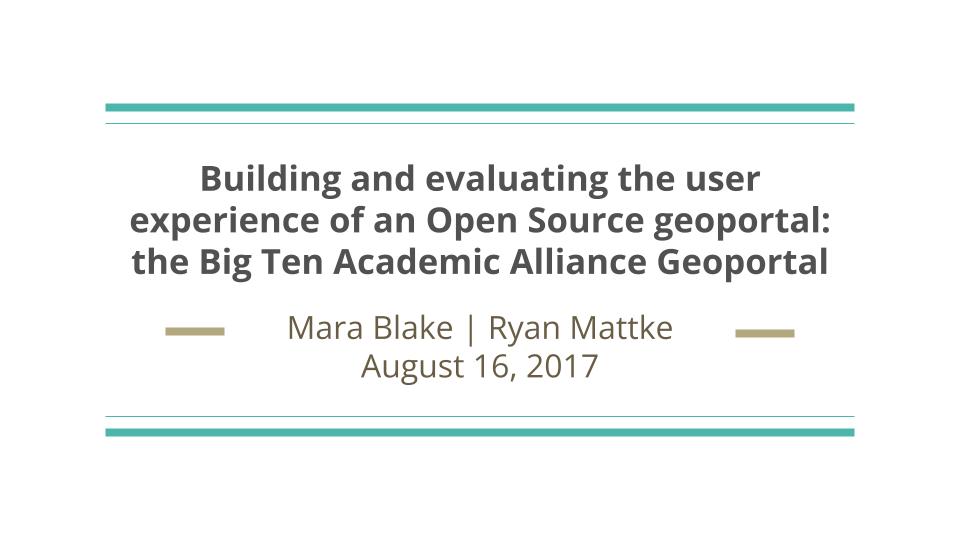 Building and evaluating the user
experience of an Open Source geoportal:
the Big Ten Academic Alliance Geoportal
Mara Blake | Ryan Mattke
August 16, 2017